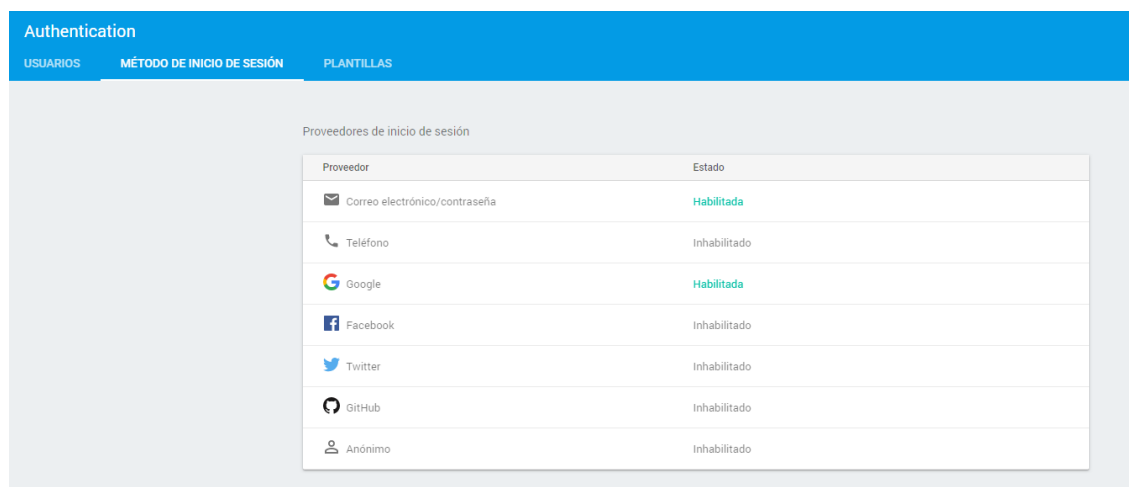 Authentication
USUARIOS MÉTODO DE INICIO DE SESIÓN PLANTILLAS
Proveedores de inicio de sesión
Proveedor Estado
Correo electrónico/contraseña Habilitada
Teléfono Inhabilitado
Google Habilitada
Facebook Inhabilitado
Twitter Inhabilitado
GitHub Inhabilitado
Anónimo Inhabilitado